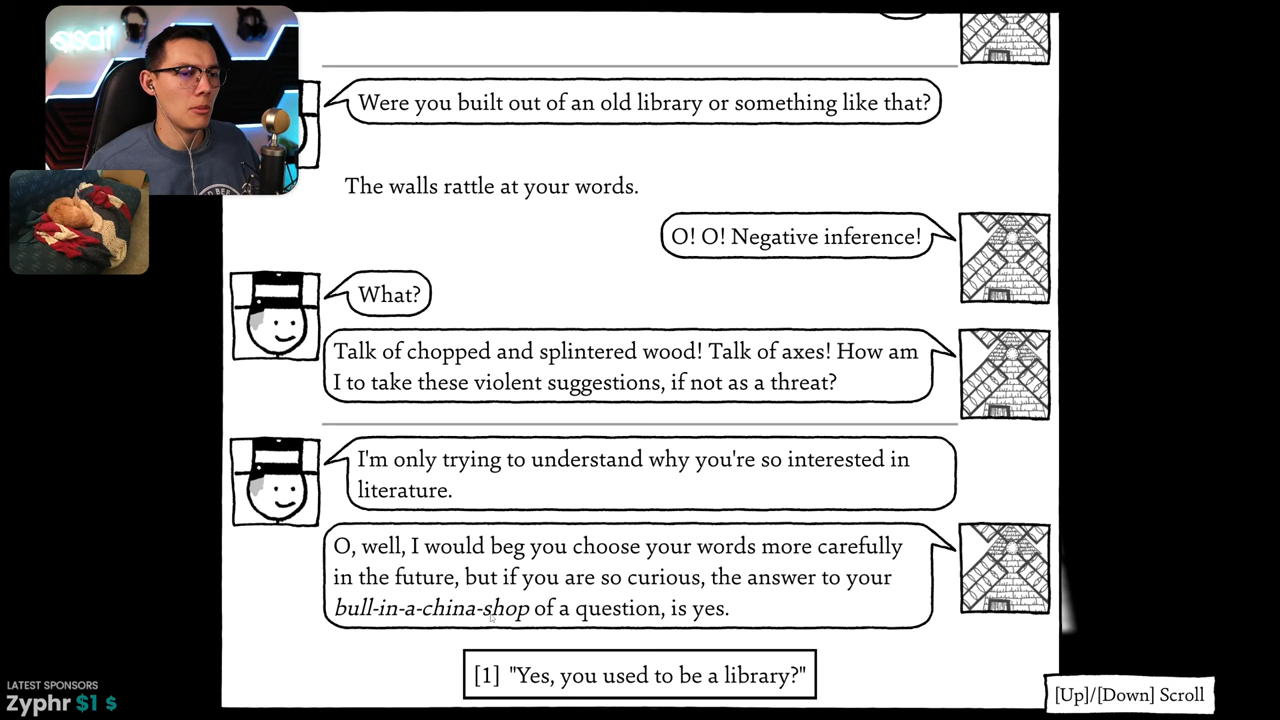 Were you built out of an old library or something like that?
The walls rattle at your words.
O! O! Negative inference!
What?
Talk of chopped and splintered wood! Talk of axes! How am
I to take these violent suggestions, if not as a threat?
I'm only trying to understand why you're so interested in
literature.
O, well, I would beg you choose your words more carefully
in the future, but if you are so curious, the answer to your
bull-in-a-china-shop of a question, is yes.
[1] "Yes, you used to be a library?"
LATEST SPONSORS
Zyphr $1 $
[Up]/[Down] Scroll